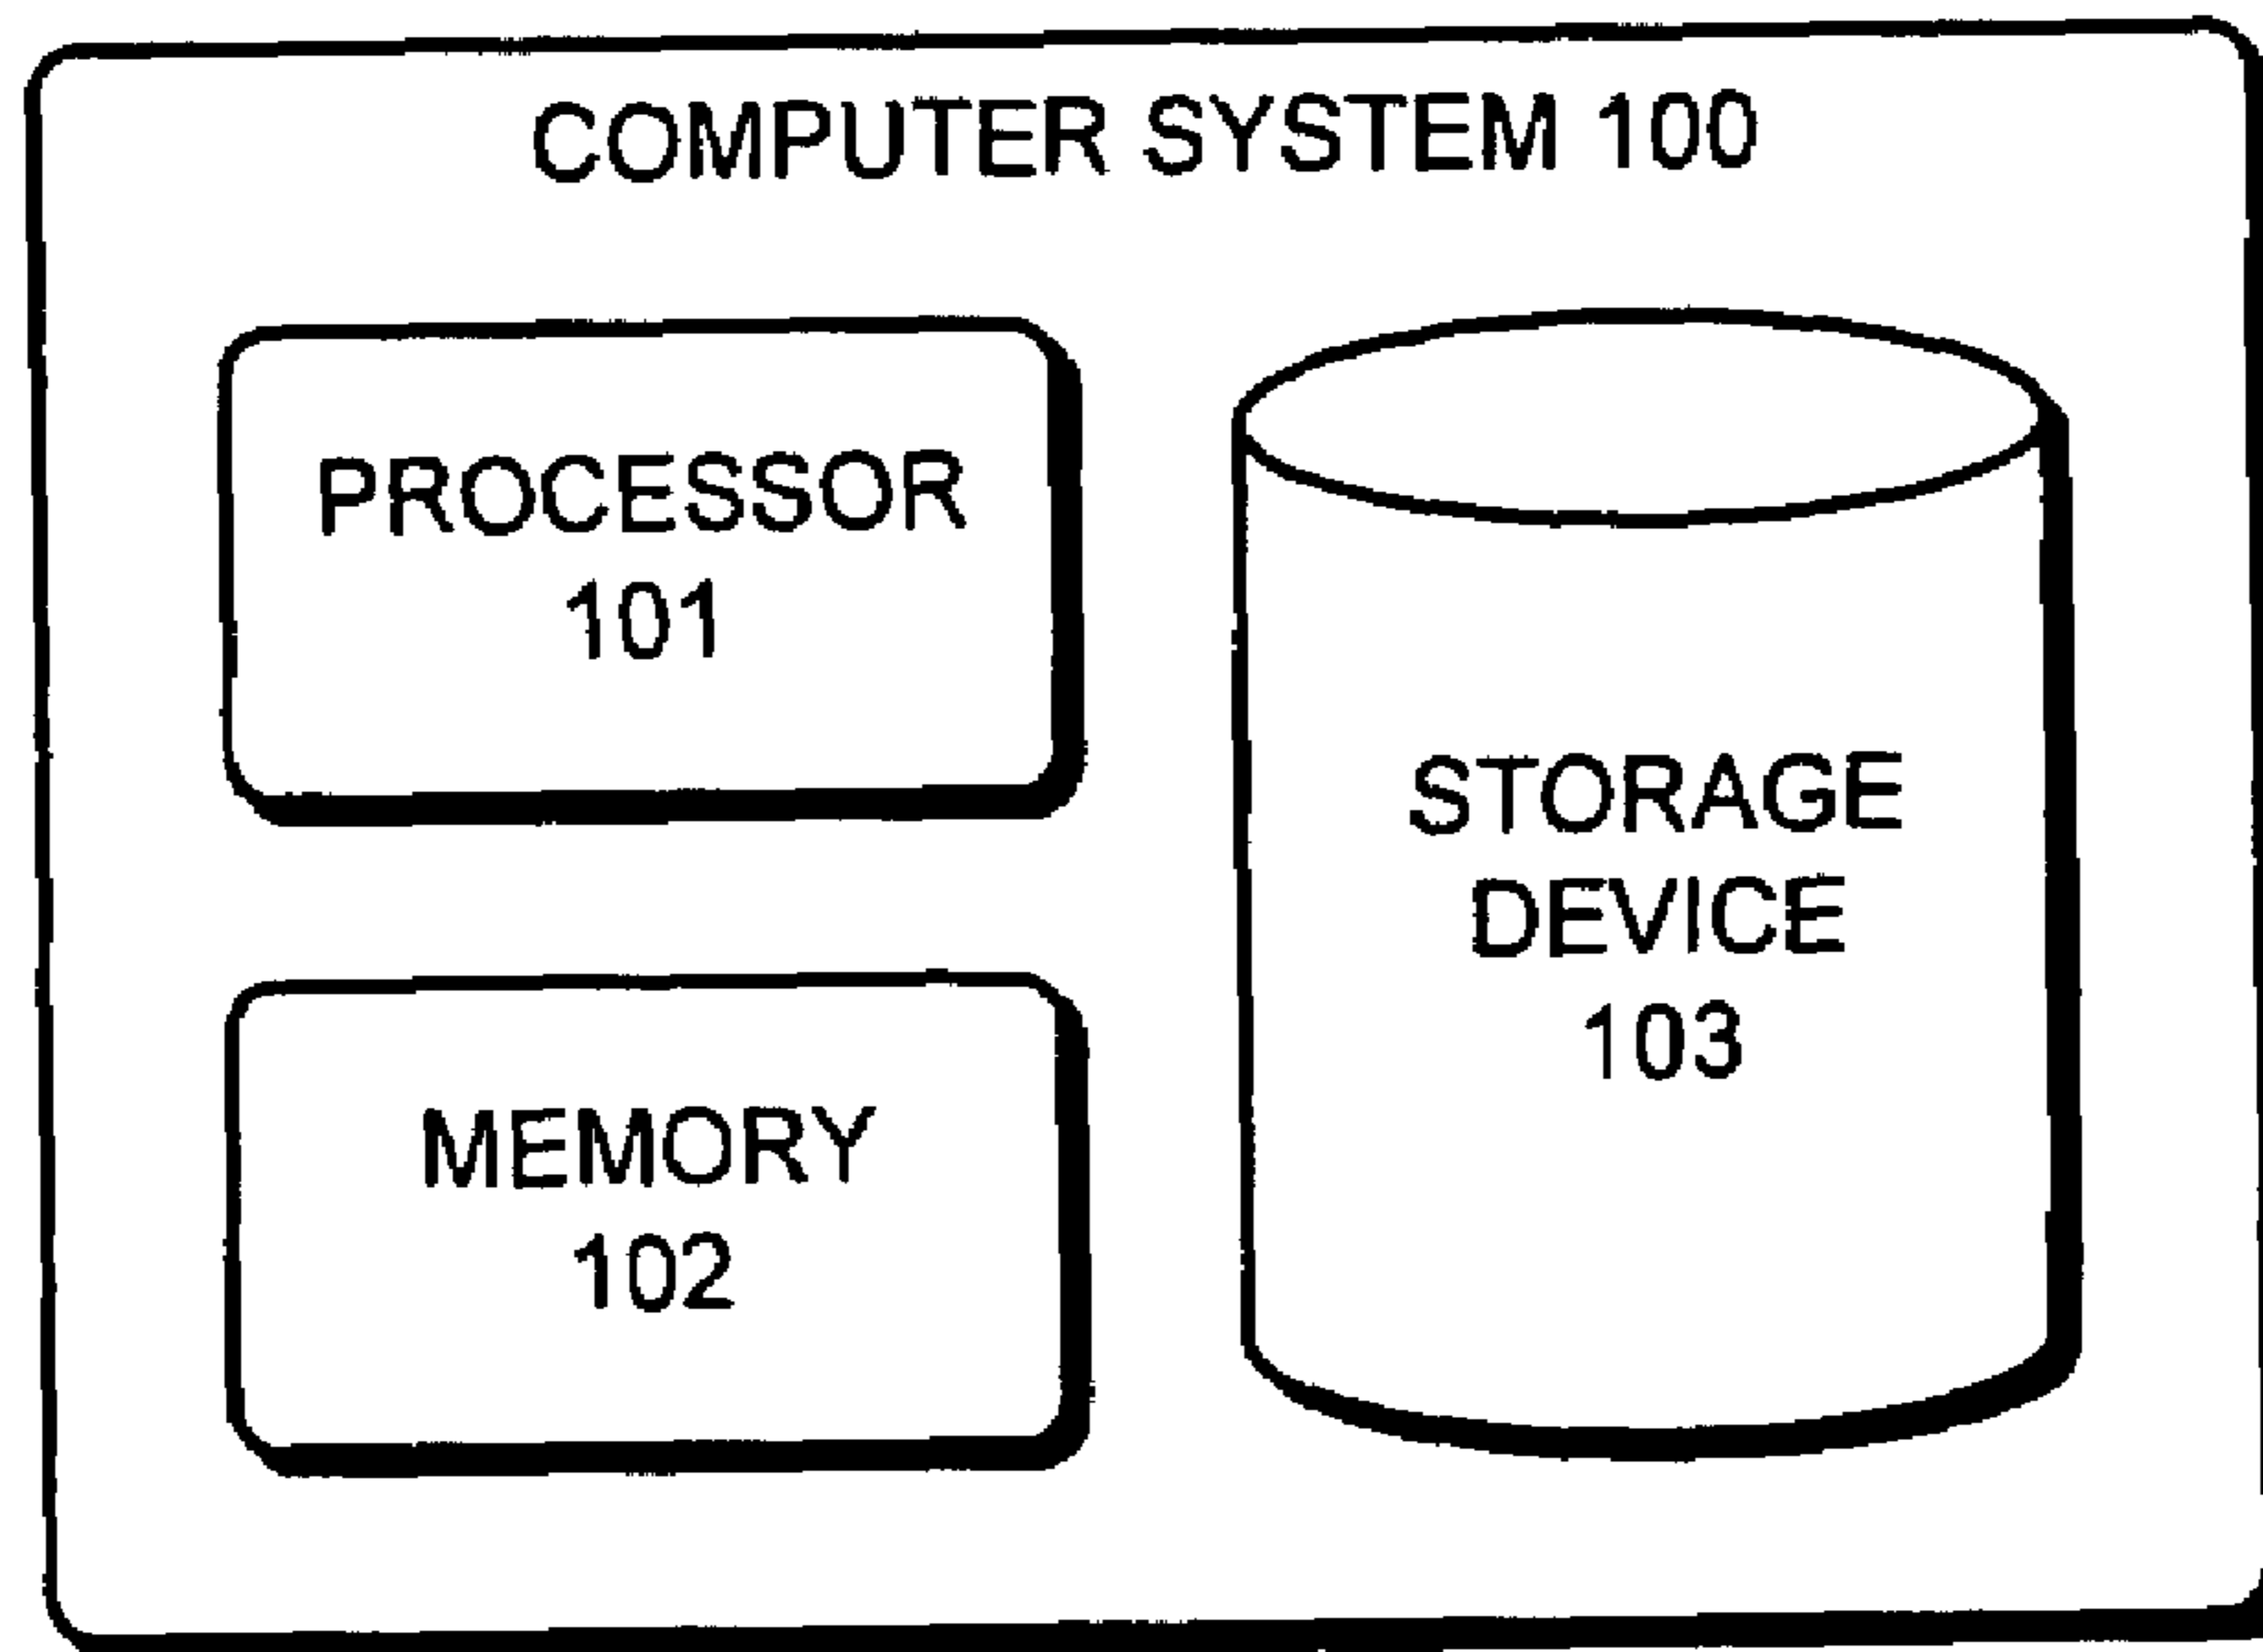 COMPUTER SYSTEM 100
PROCESSOR
101
MEMORY
102
STORAGE
DEVICE
103